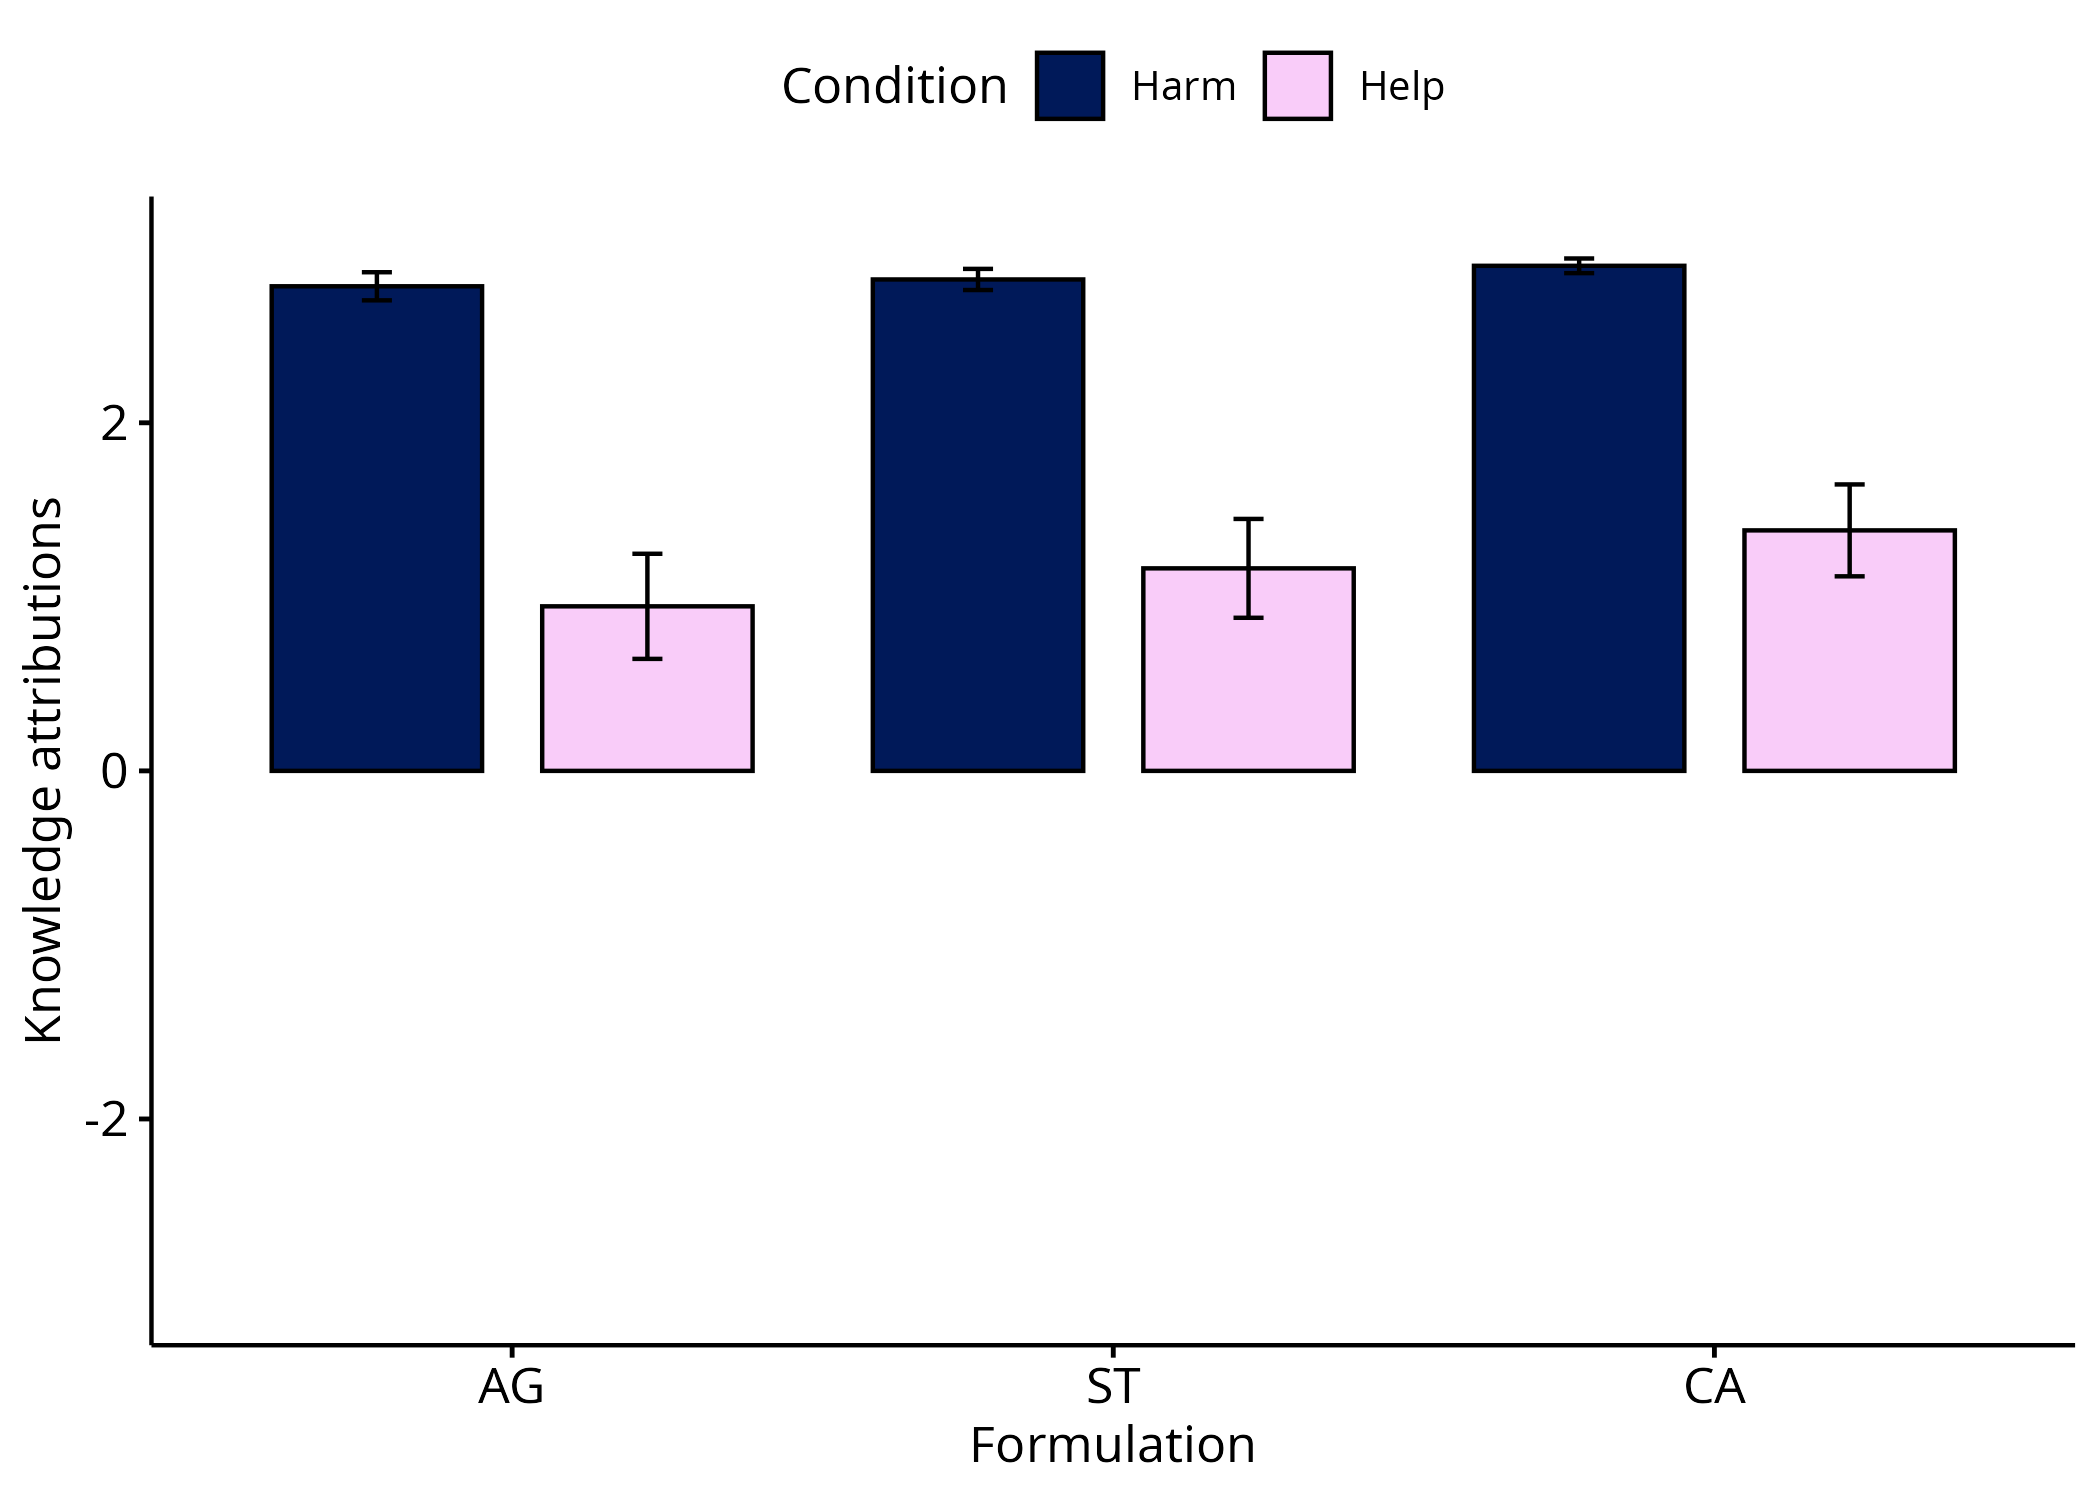 Condition Harm Help
Knowledge attributions
2
0
-2
AG ST CA
Formulation